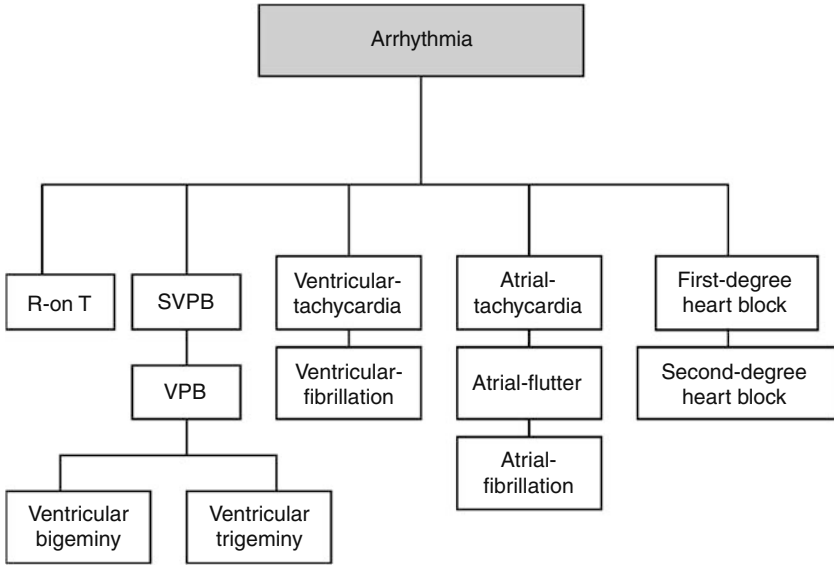 Arrhythmia
R-on T
SVPB
Ventricular-
tachycardia
Atrial-
tachycardia
First-degree
heart block
VPB
Ventricular-
fibrillation
Atrial-flutter
Second-degree
heart block
Atrial-
fibrillation
Ventricular
bigeminy
Ventricular
trigeminy